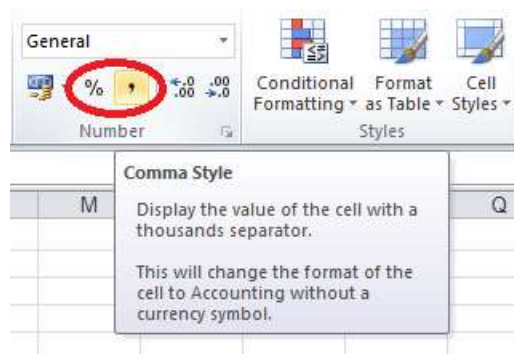 General
% , .0 .00 .00 .0
Conditional Formatting
Format as Table
Cell Styles
Number
Styles
Comma Style
M
Q
Display the value of the cell with a
thousands separator.
This will change the format of the
cell to Accounting without a
currency symbol.